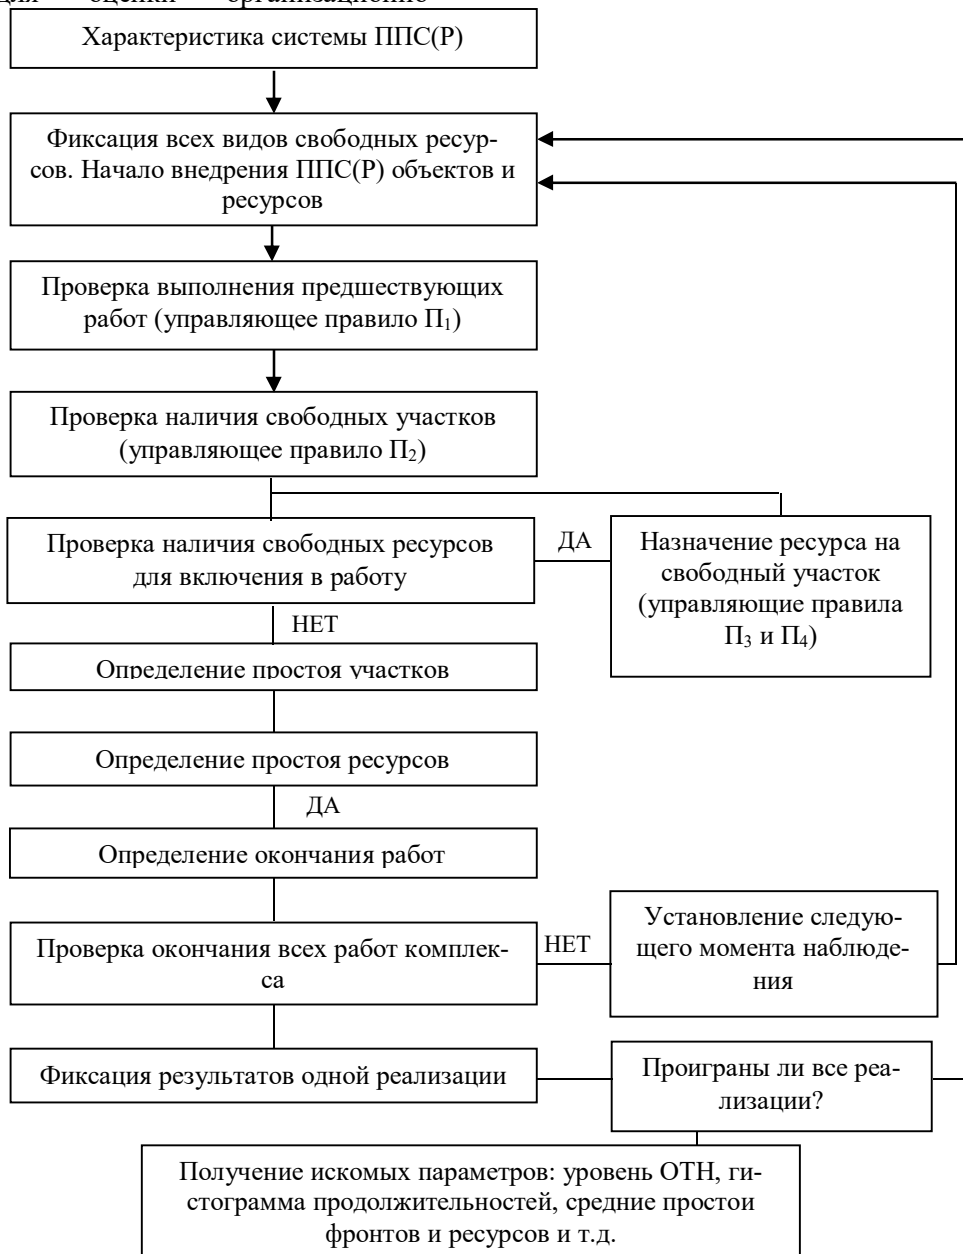 для оценки организационно
Характеристика системы ППС(Р)
Фиксация всех видов свободных ресур-
сов. Начало внедрения ППС(Р) объектов и
ресурсов
Проверка выполнения предшествующих
работ (управляющее правило П₁)
Проверка наличия свободных участков
(управляющее правило П₂)
Проверка наличия свободных ресурсов
для включения в работу
ДА
Назначение ресурса на
свободный участок
(управляющие правила
П₃ и П₄)
НЕТ
Определение простоя участков
Определение простоя ресурсов
ДА
Определение окончания работ
Проверка окончания всех работ комплек-
са
НЕТ
Установление следую-
щего момента наблюде-
ния
Фиксация результатов одной реализации
Проиграны ли все реа-
лизации?
Получение искомых параметров: уровень ОТН, ги-
стограмма продолжительностей, средние простои
фронтов и ресурсов и т.д.